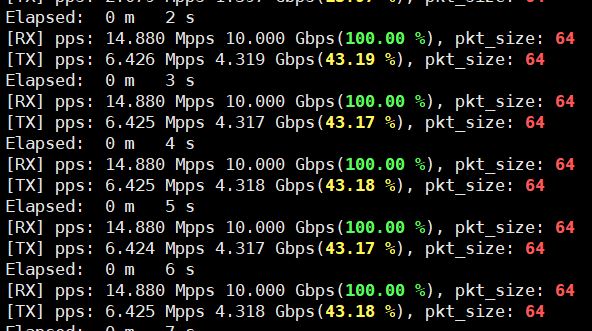 Elapsed:  0 m   2 s
[RX] pps: 14.880 Mpps 10.000 Gbps(100.00 %), pkt_size: 64
[TX] pps: 6.426 Mpps 4.319 Gbps(43.19 %), pkt_size: 64
Elapsed:  0 m   3 s
[RX] pps: 14.880 Mpps 10.000 Gbps(100.00 %), pkt_size: 64
[TX] pps: 6.425 Mpps 4.317 Gbps(43.17 %), pkt_size: 64
Elapsed:  0 m   4 s
[RX] pps: 14.880 Mpps 10.000 Gbps(100.00 %), pkt_size: 64
[TX] pps: 6.425 Mpps 4.318 Gbps(43.18 %), pkt_size: 64
Elapsed:  0 m   5 s
[RX] pps: 14.880 Mpps 10.000 Gbps(100.00 %), pkt_size: 64
[TX] pps: 6.424 Mpps 4.317 Gbps(43.17 %), pkt_size: 64
Elapsed:  0 m   6 s
[RX] pps: 14.880 Mpps 10.000 Gbps(100.00 %), pkt_size: 64
[TX] pps: 6.425 Mpps 4.318 Gbps(43.18 %), pkt_size: 64